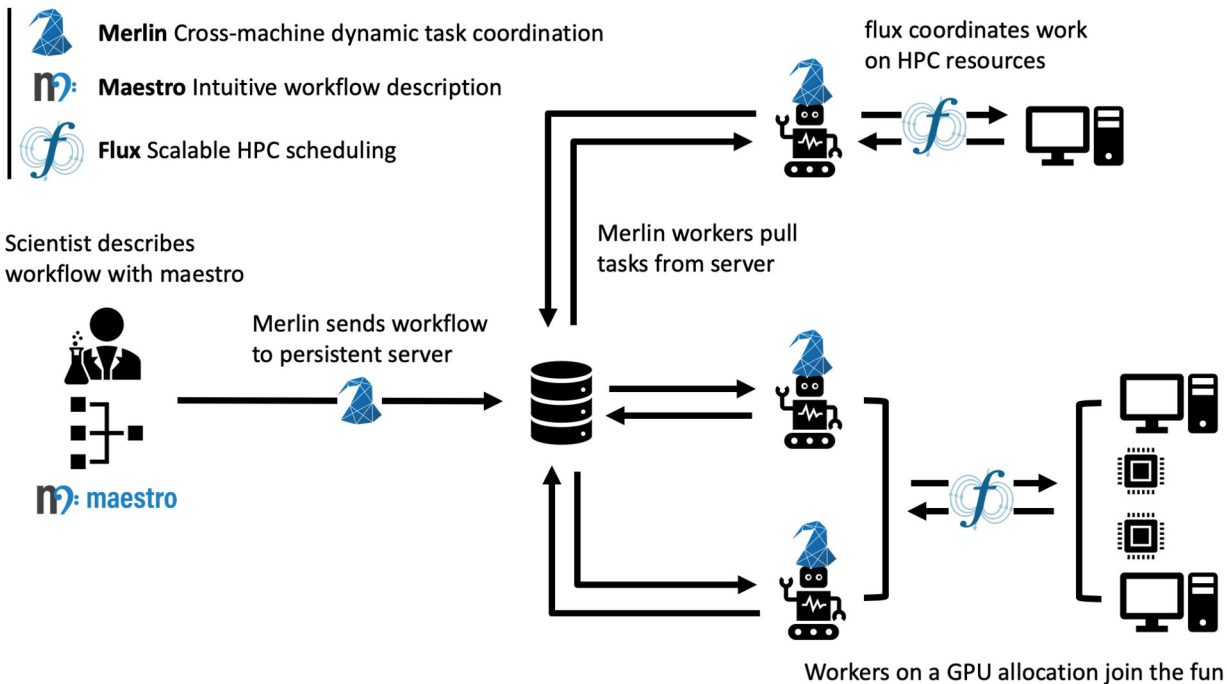 Merlin Cross-machine dynamic task coordination
Maestro Intuitive workflow description
Flux Scalable HPC scheduling
flux coordinates work
on HPC resources
Scientist describes
workflow with maestro
Merlin sends workflow
to persistent server
Merlin workers pull
tasks from server
maestro
Workers on a GPU allocation join the fun